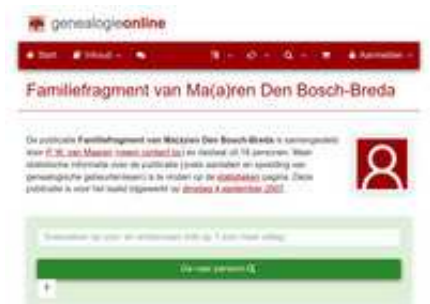 genealogieonline
Start Inhoud Aanmelden
Familiefragment van Ma(a)ren Den Bosch-Breda
De publicatie Familiefragment van Ma(a)ren Den Bosch-Breda is samengesteld
door P.W. van Maaren (neem contact op) en bestaat uit personen. Meer
statistische informatie over de publicatie (zoals aantallen en spreiding van
genealogische gebeurtenissen) is te vinden op de statistieken pagina. Deze
publicatie is voor het laatst bijgewerkt op dinsdag 4 september 2007.
Ga naar persoon